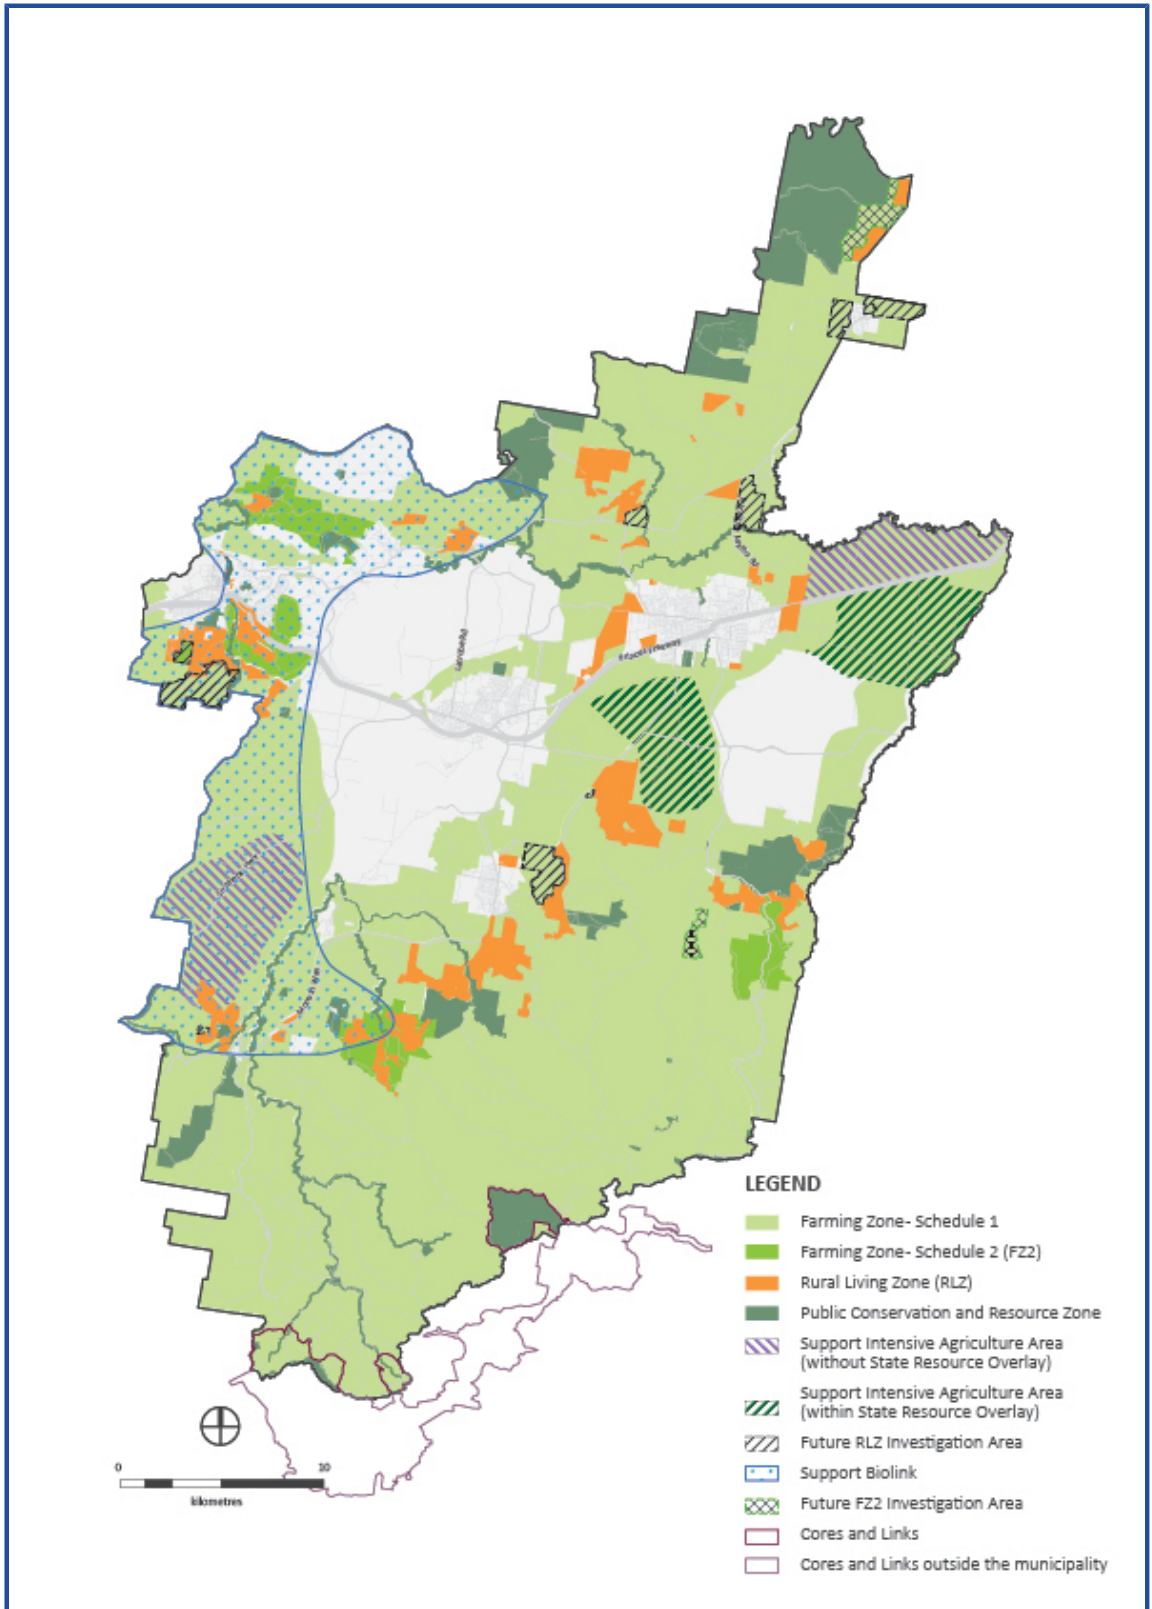 Princes Freeway
LEGEND
Farming Zone- Schedule 1
Farming Zone- Schedule 2 (FZ2)
Rural Living Zone (RLZ)
Public Conservation and Resource Zone
Support Intensive Agriculture Area
(without State Resource Overlay)
Support Intensive Agriculture Area
(within State Resource Overlay)
Future RLZ Investigation Area
Support Biolink
Future FZ2 Investigation Area
Cores and Links
Cores and Links outside the municipality
0 10
kilometres